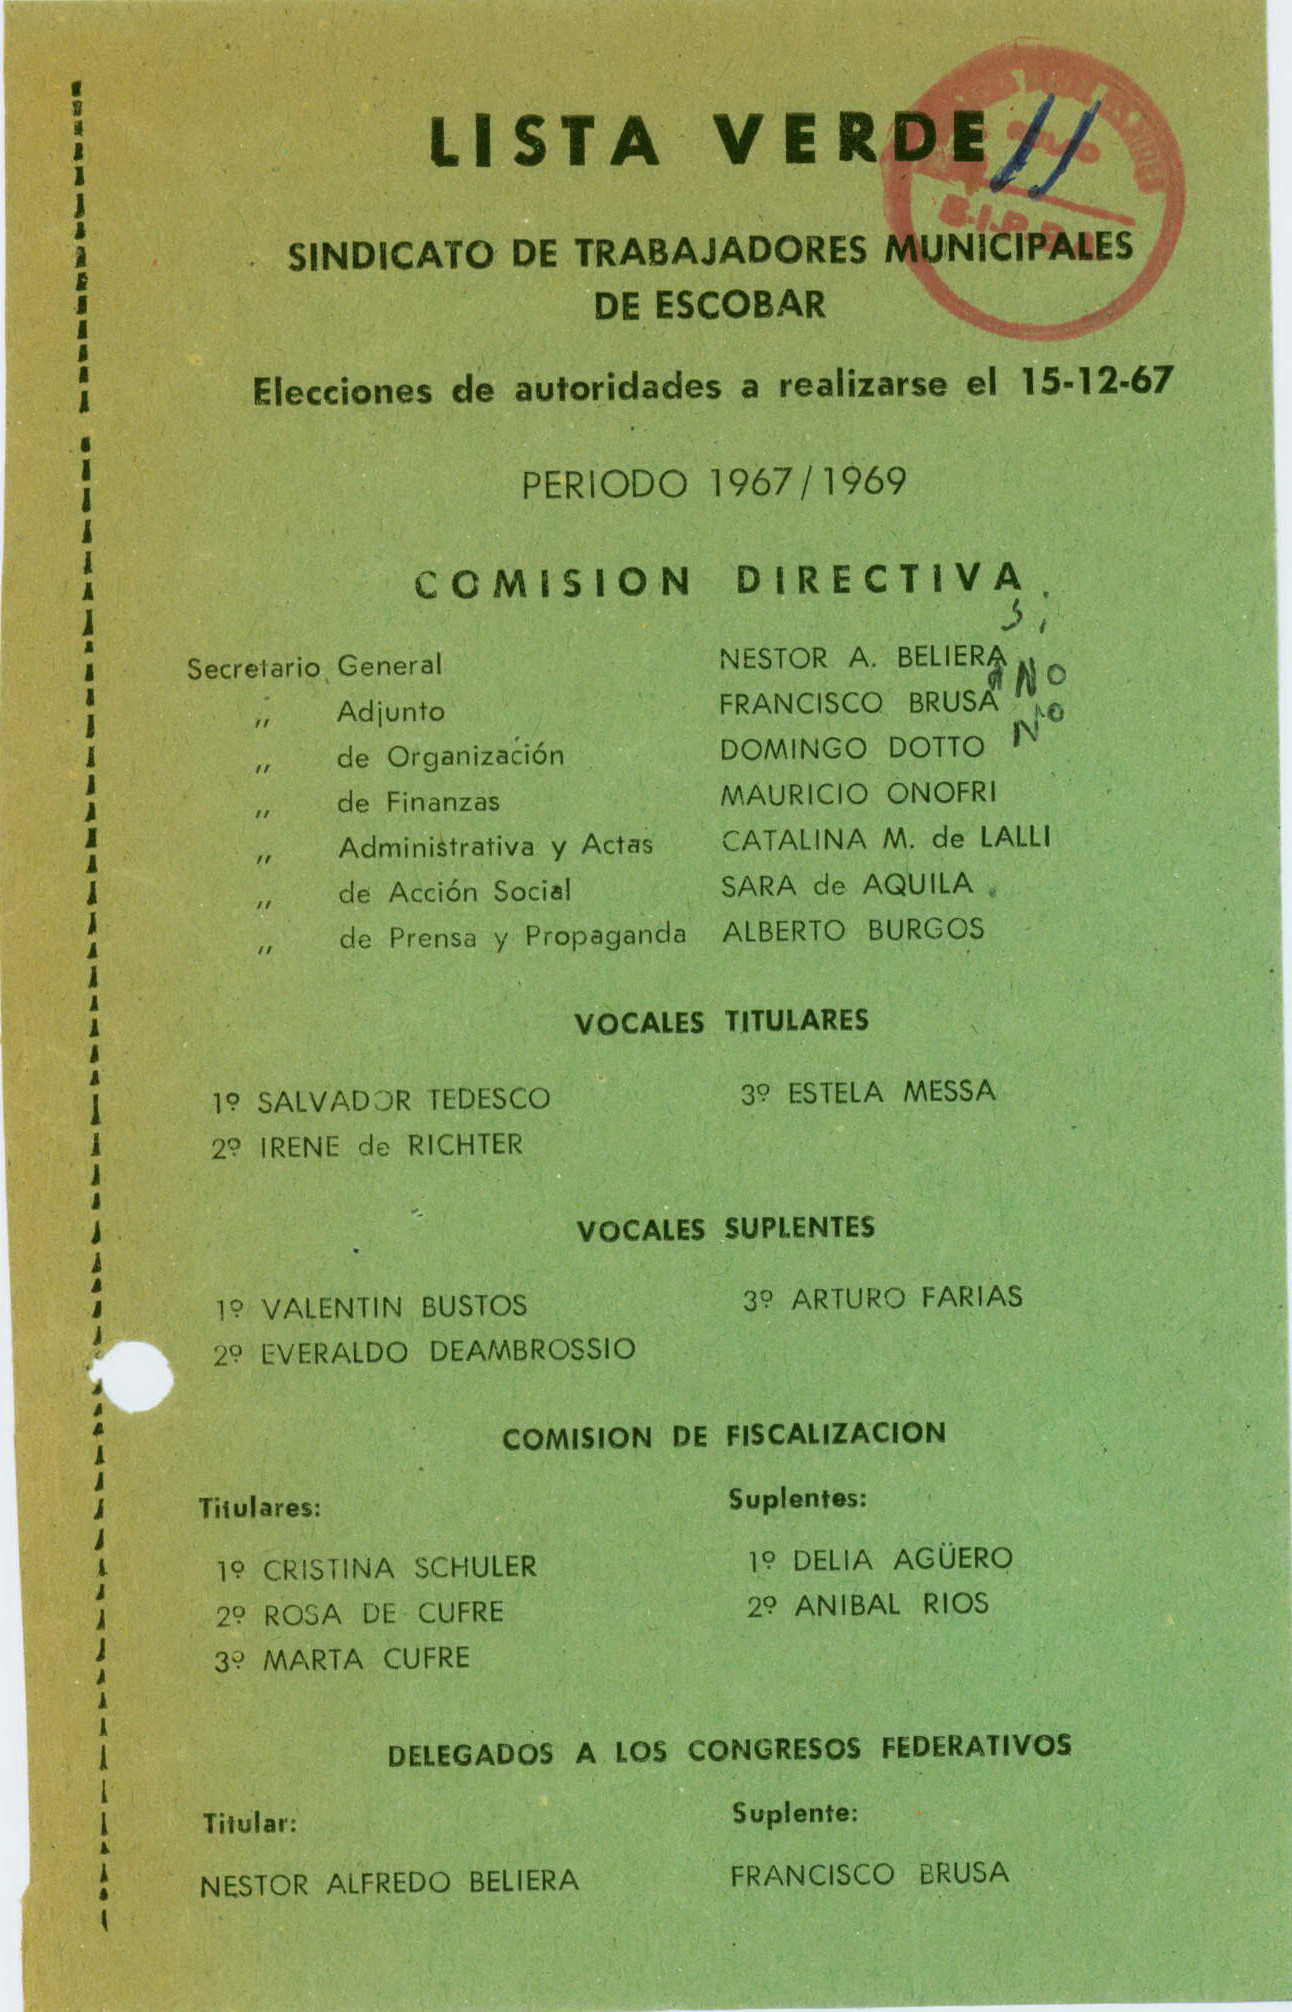 LISTA VERDE
11
S.I.P.B.A.
SINDICATO DE TRABAJADORES MUNICIPALES
DE ESCOBAR
Elecciones de autoridades a realizarse el 15-12-67
PERIODO 1967/1969
COMISION DIRECTIVA
Si
Secretario General NESTOR A. BELIERA
NO
„ Adjunto FRANCISCO BRUSA
NO
„ de Organización DOMINGO DOTTO
„ de Finanzas MAURICIO ONOFRI
„ Administrativa y Actas CATALINA M. de LALLI
„ de Acción Social SARA de AQUILA
„ de Prensa y Propaganda ALBERTO BURGOS
VOCALES TITULARES
1º SALVADOR TEDESCO 3º ESTELA MESSA
2º IRENE de RICHTER
VOCALES SUPLENTES
1º VALENTIN BUSTOS 3º ARTURO FARIAS
2º EVERALDO DEAMBROSSIO
COMISION DE FISCALIZACION
Titulares: Suplentes:
1º CRISTINA SCHULER 1º DELIA AGÜERO
2º ROSA DE CUFRE 2º ANIBAL RIOS
3º MARTA CUFRE
DELEGADOS A LOS CONGRESOS FEDERATIVOS
Titular: Suplente:
NESTOR ALFREDO BELIERA FRANCISCO BRUSA